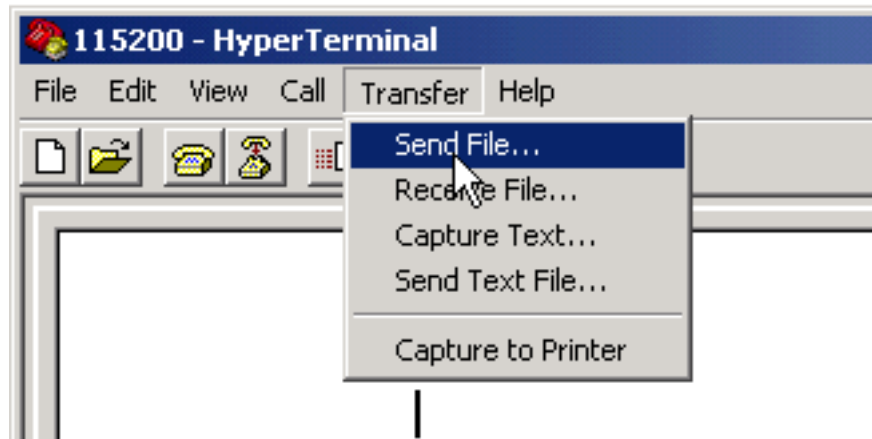 115200 - HyperTerminal
File Edit View Call Transfer Help
Send File...
Receive File...
Capture Text...
Send Text File...
Capture to Printer